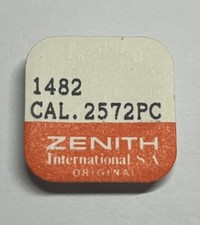 1482
CAL. 2572PC
ZENITH
International S.A
ORIGINAL